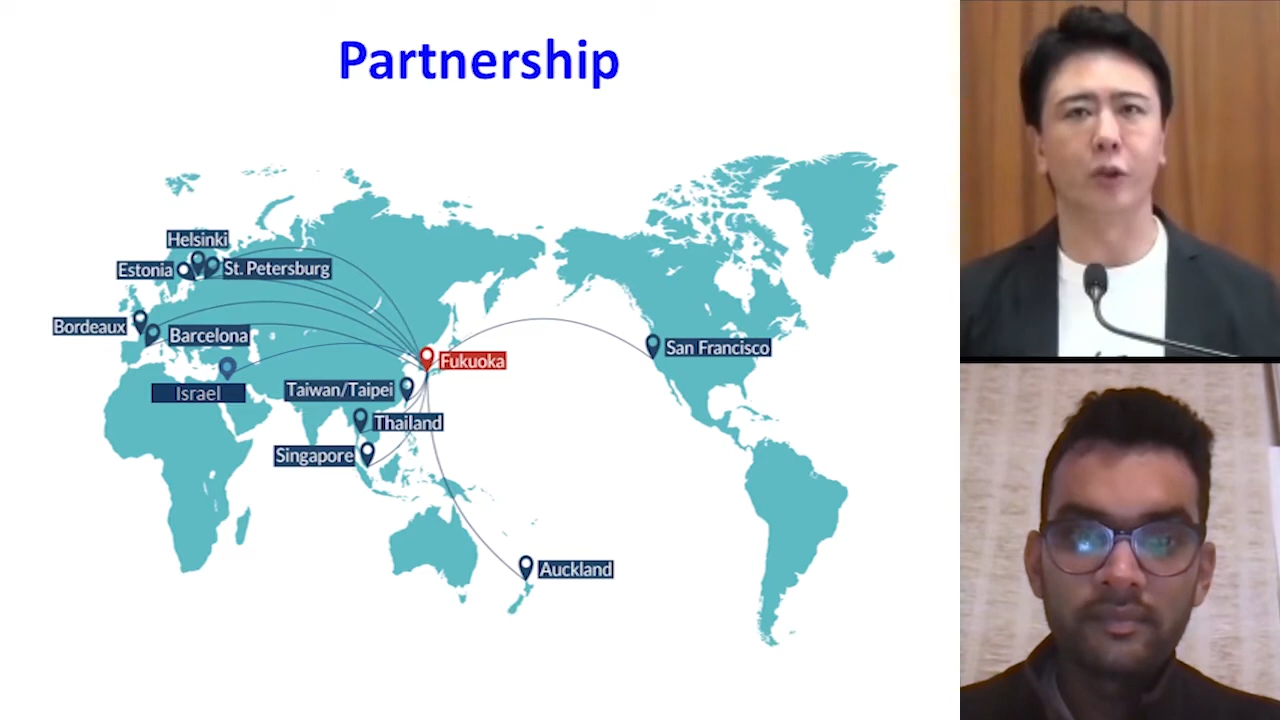 Partnership
Helsinki
Estonia
St. Petersburg
Bordeaux
Barcelona
Fukuoka
San Francisco
Israel
Taiwan/Taipei
Thailand
Singapore
Auckland